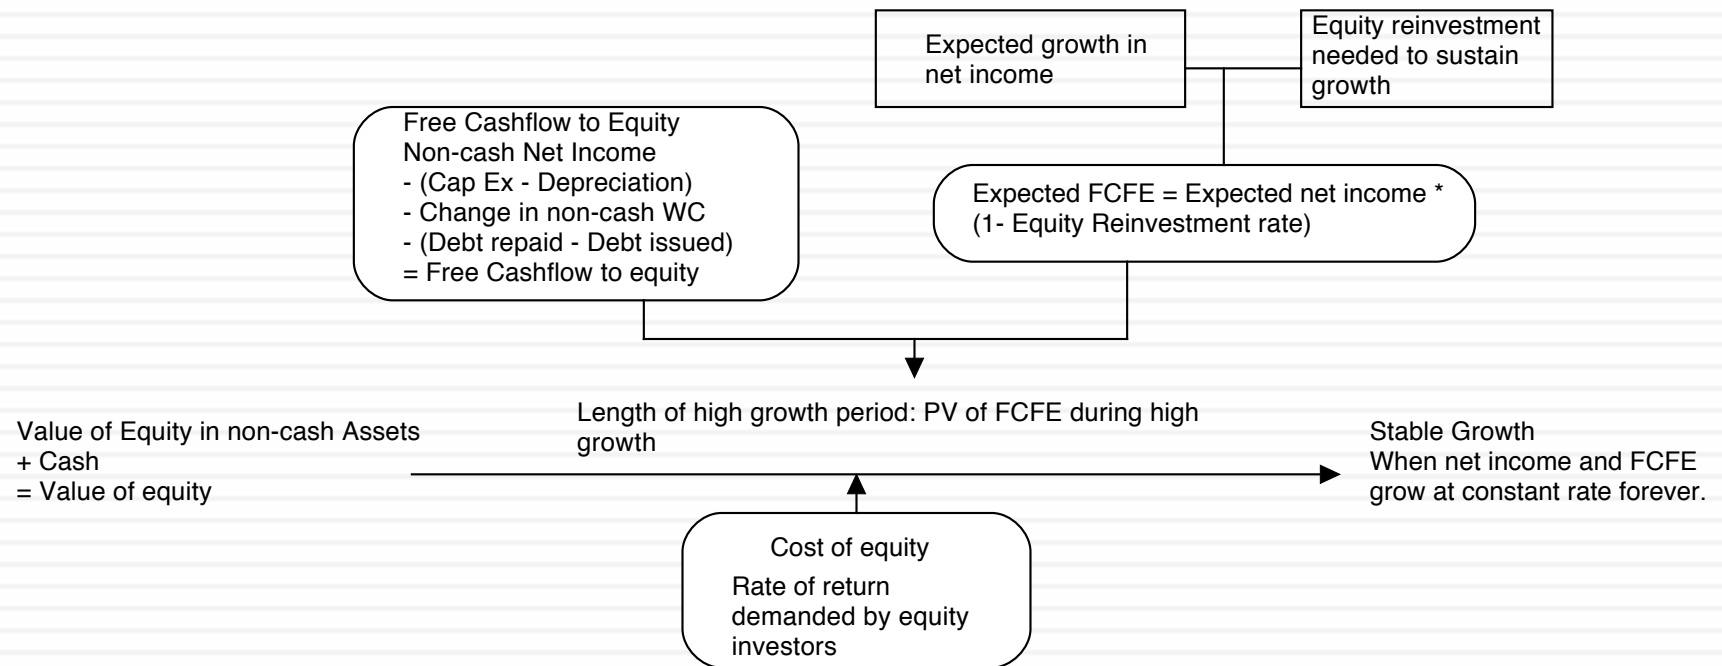 Expected growth in
net income
Equity reinvestment
needed to sustain
growth
Free Cashflow to Equity
Non-cash Net Income
- (Cap Ex - Depreciation)
- Change in non-cash WC
- (Debt repaid - Debt issued)
= Free Cashflow to equity
Expected FCFE = Expected net income *
(1- Equity Reinvestment rate)
Length of high growth period: PV of FCFE during high
growth
Value of Equity in non-cash Assets
+ Cash
= Value of equity
Stable Growth
When net income and FCFE
grow at constant rate forever.
Cost of equity
Rate of return
demanded by equity
investors